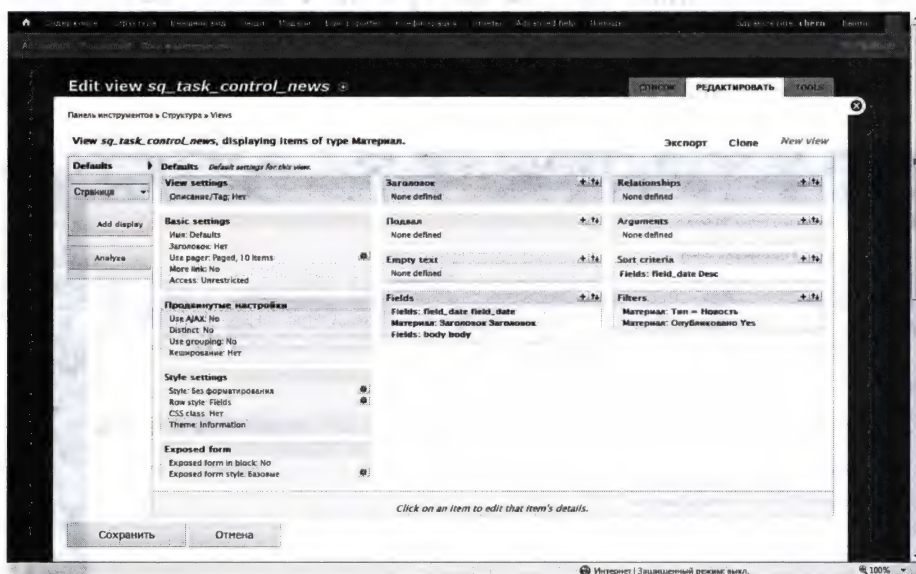 Advanced help
chern
Edit view sq_task_control_news
СПИСОК РЕДАКТИРОВАТЬ TOOLS
Панель инструментов » Структура » Views
View sq_task_control_news, displaying items of type Материал.
Экспорт Clone New view
Defaults
Страница
Add display
Analyze
Defaults Default settings for this view.
View settings
Описание/Tag: Нет
Basic settings
Имя: Defaults
Заголовок: Нет
Use pager: Paged, 10 items
More link: No
Access: Unrestricted
Продвинутые настройки
Use AJAX: No
Distinct: No
Use grouping: No
Кеширование: Нет
Style settings
Style: Без форматирования
Row style: Fields
CSS class: Нет
Theme: Information
Exposed form
Exposed form in block: No
Exposed form style: Базовые
Заголовок
None defined
Подвал
None defined
Empty text
None defined
Fields
Fields: field_date field_date
Материал: Заголовок Заголовок
Fields: body body
Relationships
None defined
Arguments
None defined
Sort criteria
Fields: field_date Desc
Filters
Материал: Тип = Новость
Материал: Опубликовано Yes
Click on an item to edit that item's details.
Сохранить Отмена
Интернет | Защищенный режим: выкл. 100%